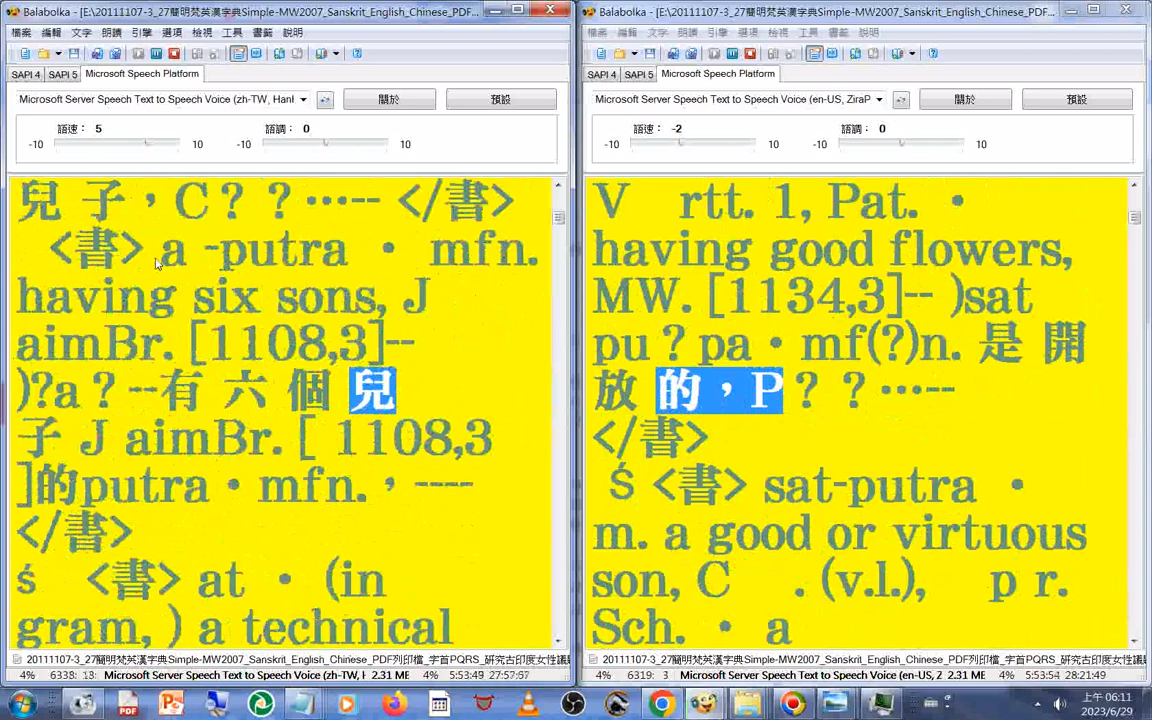 Balabolka - [E:\20111107-3_27簡明梵英漢字典Simple-MW2007_Sanskrit_English_Chinese_PDF...
檔案 編輯 文字 朗讀 引擎 選項 檢視 工具 書籤 說明
SAPI 4 SAPI 5 Microsoft Speech Platform
Microsoft Server Speech Text to Speech Voice (zh-TW, Hanl
關於 預設
語速： 5 語調： 0
-10 10 -10 10
兒 子，C？？…-- </書>
<書> a -putra • mfn.
having six sons, J
aimBr. [1108,3]--
)?a？--有 六 個 兒
子 J aimBr. [ 1108,3
]的putra•mfn.，----
</書>
ś <書> at • (in
gram, ) a technical
20111107-3_27簡明梵英漢字典Simple-MW2007_Sanskrit_English_Chinese_PDF列印檔_字首PQRS_研究古印度女性議
4% 6338: 18: Microsoft Server Speech Text to Speech Voice (zh-TW, H 2.31 ME 4% 553:49 27:57:57
Balabolka - [E:\20111107-3_27簡明梵英漢字典Simple-MW2007_Sanskrit_English_Chinese_PDF...
檔案 編輯 文字 朗讀 引擎 選項 檢視 工具 書籤 說明
SAPI 4 SAPI 5 Microsoft Speech Platform
Microsoft Server Speech Text to Speech Voice (en-US, ZiraP
關於 預設
語速： -2 語調： 0
-10 10 -10 10
V rtt. 1, Pat. •
having good flowers,
MW. [1134,3]-- )sat
pu？pa•mf(?)n. 是 開
放 的，P？？…--
</書>
Ś <書> sat-putra •
m. a good or virtuous
son, C . (v.l.), p r.
Sch. • a
20111107-3_27簡明梵英漢字典Simple-MW2007_Sanskrit_English_Chinese_PDF列印檔_字首PQRS_研究古印度女性議
4% 6319: 3 Microsoft Server Speech Text to Speech Voice (en-US, Z 2.31 ME 4% 553:54 28:21:49
上午 06:11
2023/6/29